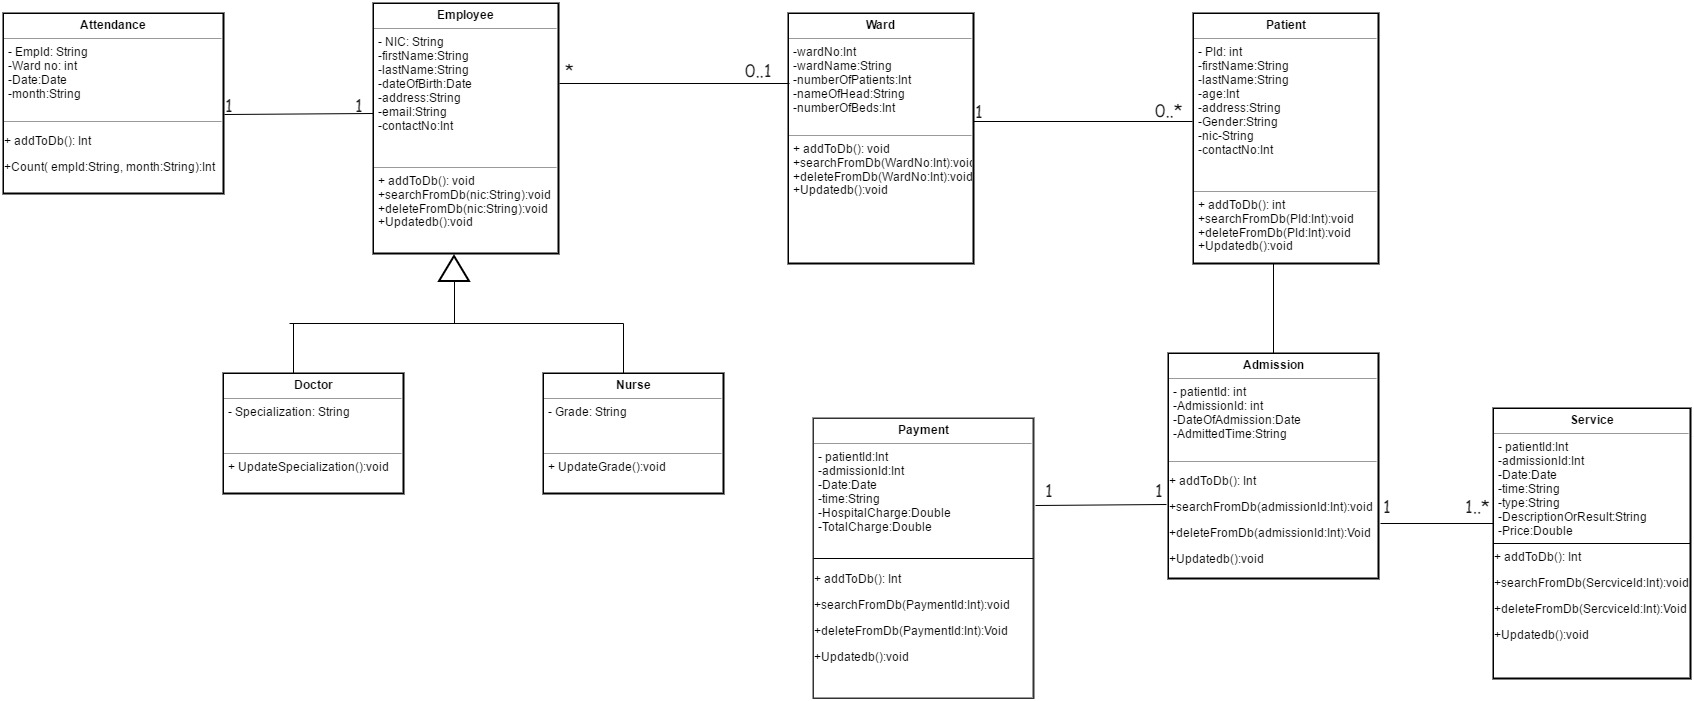 Attendance
- EmpId: String
-Ward no: int
-Date:Date
-month:String
+ addToDb(): Int
+Count( empId:String, month:String):Int
1
1
Employee
- NIC: String
-firstName:String
-lastName:String
-dateOfBirth:Date
-address:String
-email:String
-contactNo:Int
+ addToDb(): void
+searchFromDb(nic:String):void
+deleteFromDb(nic:String):void
+Updatedb():void
*
0..1
Ward
-wardNo:Int
-wardName:String
-numberOfPatients:Int
-nameOfHead:String
-numberOfBeds:Int
+ addToDb(): void
+searchFromDb(WardNo:Int):void
+deleteFromDb(WardNo:Int):void
+Updatedb():void
1
0..*
Patient
- PId: int
-firstName:String
-lastName:String
-age:Int
-address:String
-Gender:String
-nic-String
-contactNo:Int
+ addToDb(): int
+searchFromDb(PId:Int):void
+deleteFromDb(PId:Int):void
+Updatedb():void
Doctor
- Specialization: String
+ UpdateSpecialization():void
Nurse
- Grade: String
+ UpdateGrade():void
Payment
- patientId:Int
-admissionId:Int
-Date:Date
-time:String
-HospitalCharge:Double
-TotalCharge:Double
+ addToDb(): Int
+searchFromDb(PaymentId:Int):void
+deleteFromDb(PaymentId:Int):Void
+Updatedb():void
1
1
Admission
- patientId: int
-AdmissionId: int
-DateOfAdmission:Date
-AdmittedTime:String
+ addToDb(): Int
+searchFromDb(admissionId:Int):void
+deleteFromDb(admissionId:Int):Void
+Updatedb():void
1
1..*
Service
- patientId:Int
-admissionId:Int
-Date:Date
-time:String
-type:String
-DescriptionOrResult:String
-Price:Double
+ addToDb(): Int
+searchFromDb(SercviceId:Int):void
+deleteFromDb(SercviceId:Int):Void
+Updatedb():void